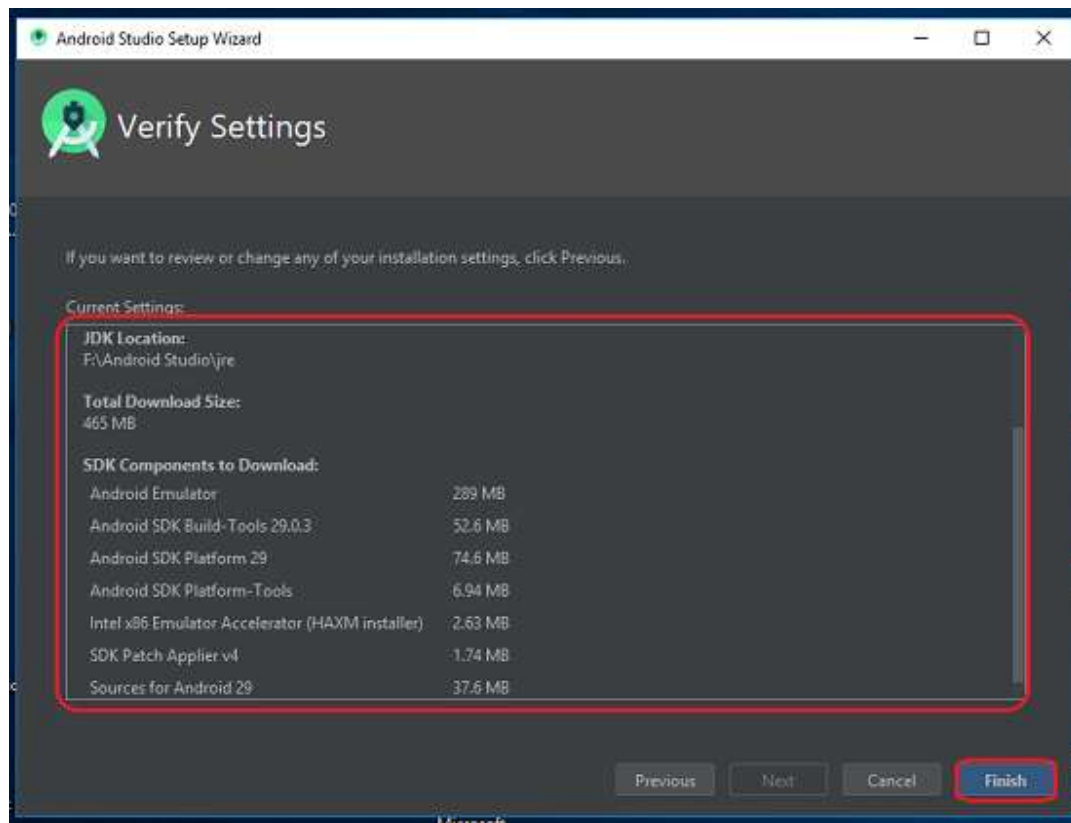 Android Studio Setup Wizard
Verify Settings
If you want to review or change any of your installation settings, click Previous.
Current Settings:
JDK Location:
F:\Android Studio\jre
Total Download Size:
465 MB
SDK Components to Download:
Android Emulator 289 MB
Android SDK Build-Tools 29.0.3 52.6 MB
Android SDK Platform 29 74.6 MB
Android SDK Platform-Tools 6.94 MB
Intel x86 Emulator Accelerator (HAXM installer) 2.63 MB
SDK Patch Applier v4 1.74 MB
Sources for Android 29 37.6 MB
Previous Next Cancel Finish
Microsoft